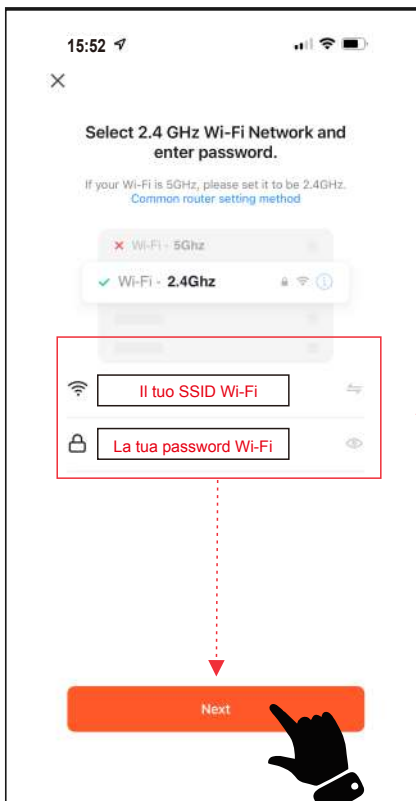 15:52
Select 2.4 GHz Wi-Fi Network and
enter password.
If your Wi-Fi is 5GHz, please set it to be 2.4GHz.
Common router setting method
Wi-Fi - 5Ghz
Wi-Fi - 2.4Ghz
Il tuo SSID Wi-Fi
La tua password Wi-Fi
Next